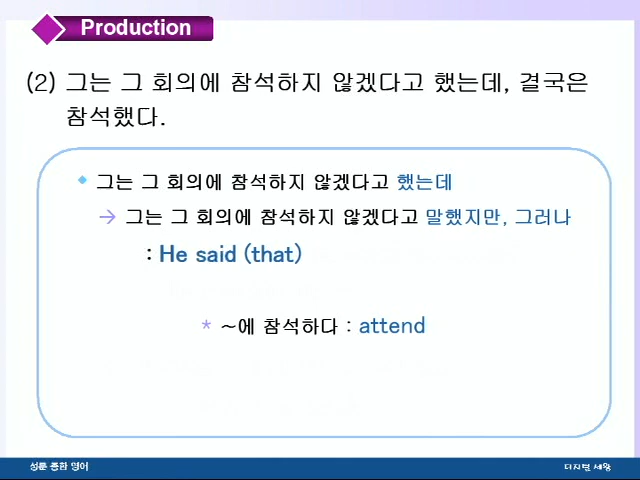 Production
(2) 그는 그 회의에 참석하지 않겠다고 했는데, 결국은
참석했다.
그는 그 회의에 참석하지 않겠다고 했는데
→ 그는 그 회의에 참석하지 않겠다고 말했지만, 그러나
: He said (that)
* ~에 참석하다 : attend
성문 종합 영어
디지털 세왕